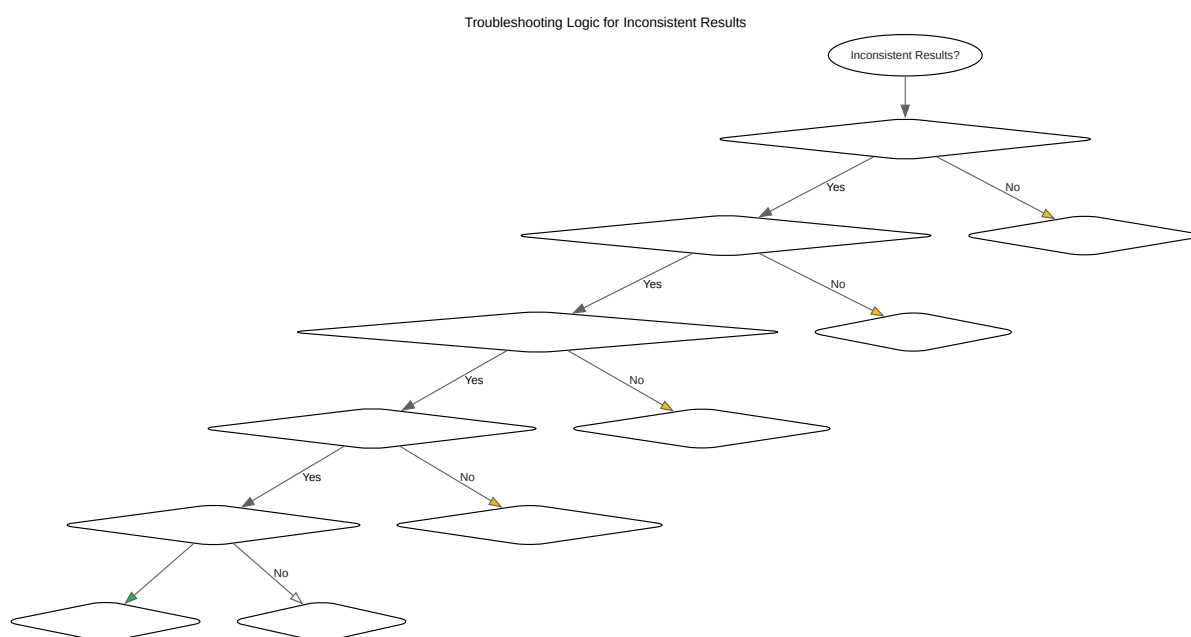 Troubleshooting Logic for Inconsistent Results
Inconsistent Results?
Yes
No
Yes
No
Yes
No
Yes
No
No